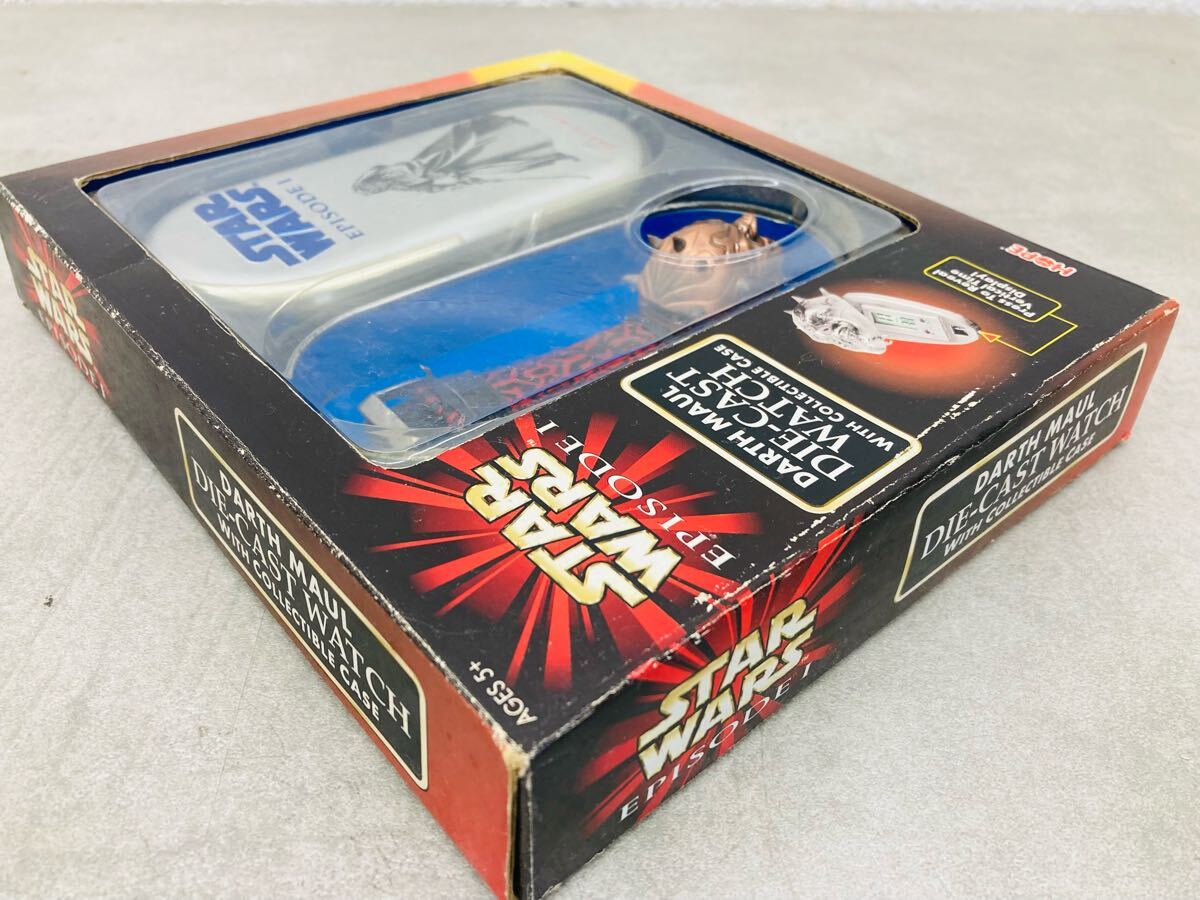 STAR
WARS
EPISODE I
HOPE
Press To Reveal
Vertical Time
Display!
DARTH MAUL
DIE-CAST
WATCH
WITH COLLECTIBLE CASE
STAR
WARS
EPISODE I
AGES 5+
STAR
WARS
EPISODE I
DARTH MAUL
DIE-CAST WATCH
WITH COLLECTIBLE CASE
STAR
WARS
EPISODE I
DARTH MAUL
DIE-CAST WATCH
WITH COLLECTIBLE CASE